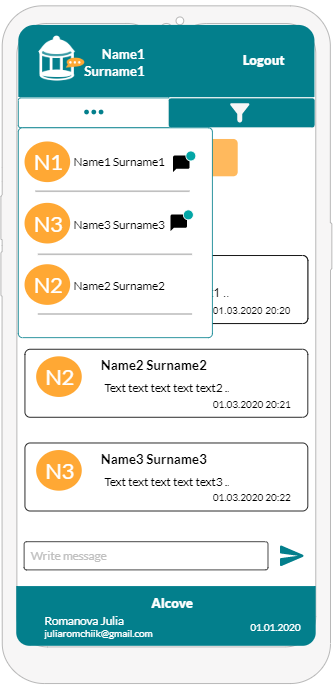 Name1
Surname1
Logout
N1
Name1 Surname1
N3
Name3 Surname3
N2
Name2 Surname2
1 ..
01.03.2020 20:20
N2
Name2 Surname2
Text text text text text2 ..
01.03.2020 20:21
N3
Name3 Surname3
Text text text text text3 ..
01.03.2020 20:22
Write message
Alcove
Romanova Julia
juliaromchiik@gmail.com
01.01.2020